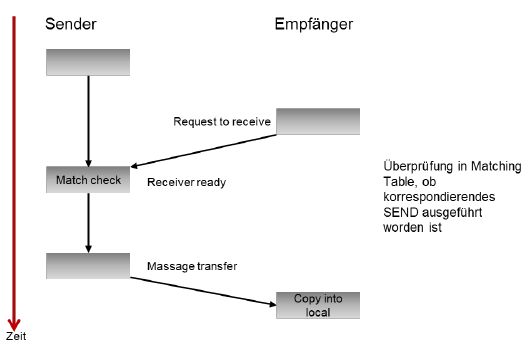 Sender
Empfänger
Request to receive
Match check
Receiver ready
Überprüfung in Matching
Table, ob
korrespondierendes
SEND ausgeführt
worden ist
Massage transfer
Copy into
local
Zeit